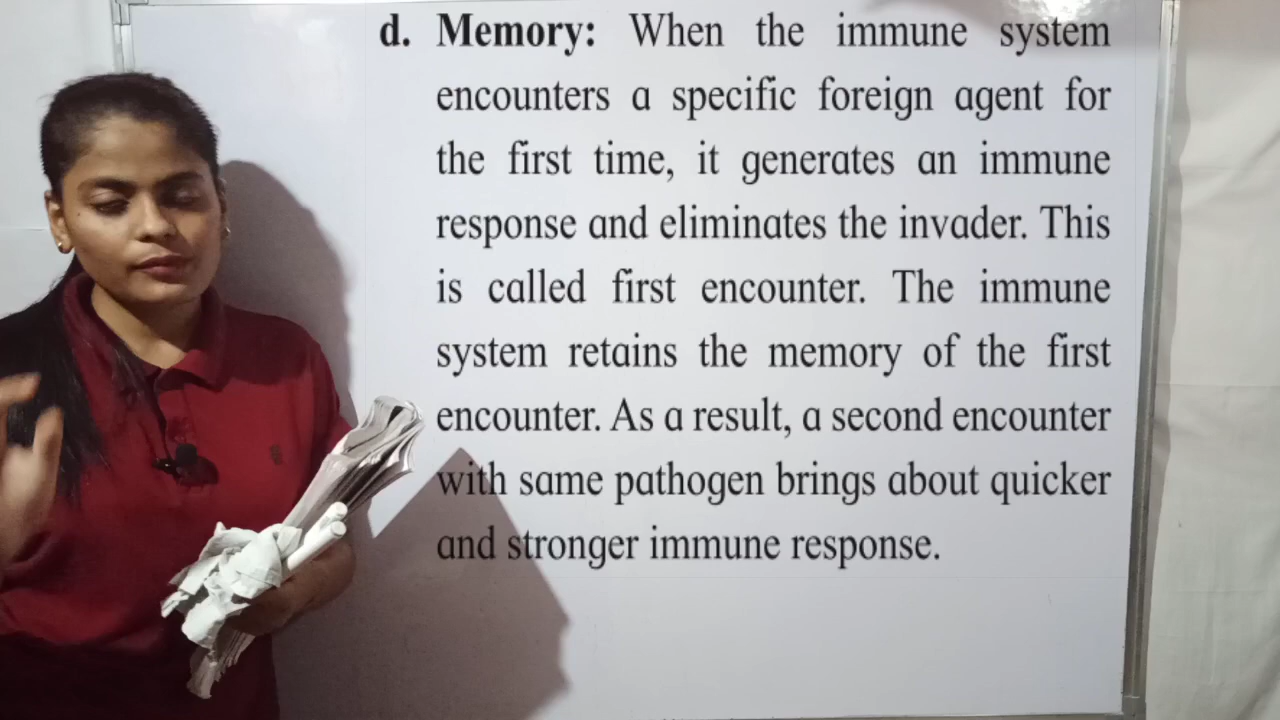 d. Memory: When the immune system
encounters a specific foreign agent for
the first time, it generates an immune
response and eliminates the invader. This
is called first encounter. The immune
system retains the memory of the first
encounter. As a result, a second encounter
with same pathogen brings about quicker
and stronger immune response.